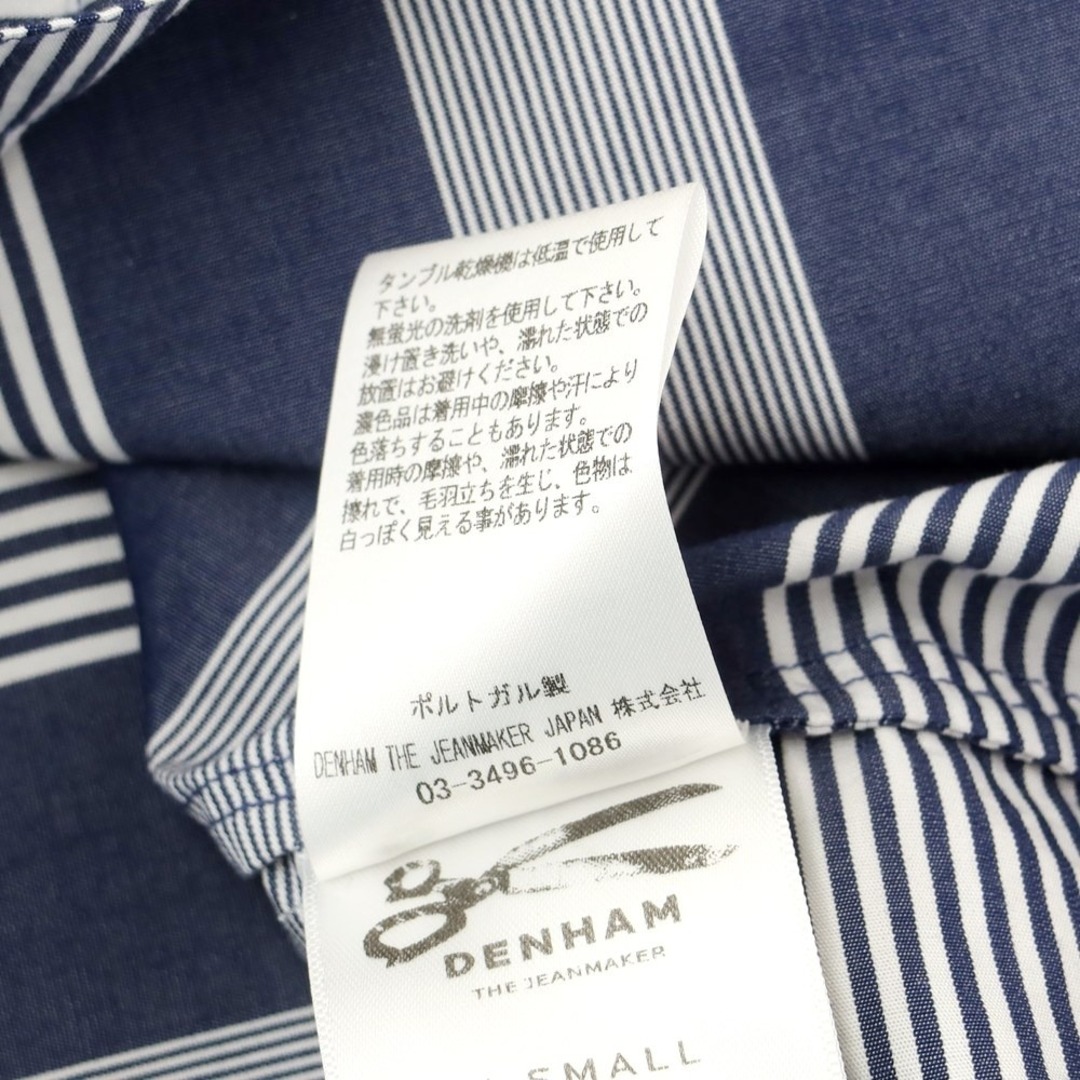 タンブル乾燥機は低温で使用して
下さい。
無蛍光の洗剤を使用して下さい。
浸け置き洗いや、濡れた状態での
放置はお避けください。
濃色品は着用中の摩擦や汗により
色落ちすることもあります。
着用時の摩擦や、濡れた状態での
擦れで、毛羽立ちを生じ、色物は
白っぽく見える事があります。
ポルトガル製
DENHAM THE JEANMAKER JAPAN 株式会社
03-3496-1086
DENHAM
THE JEANMAKER
SMALL